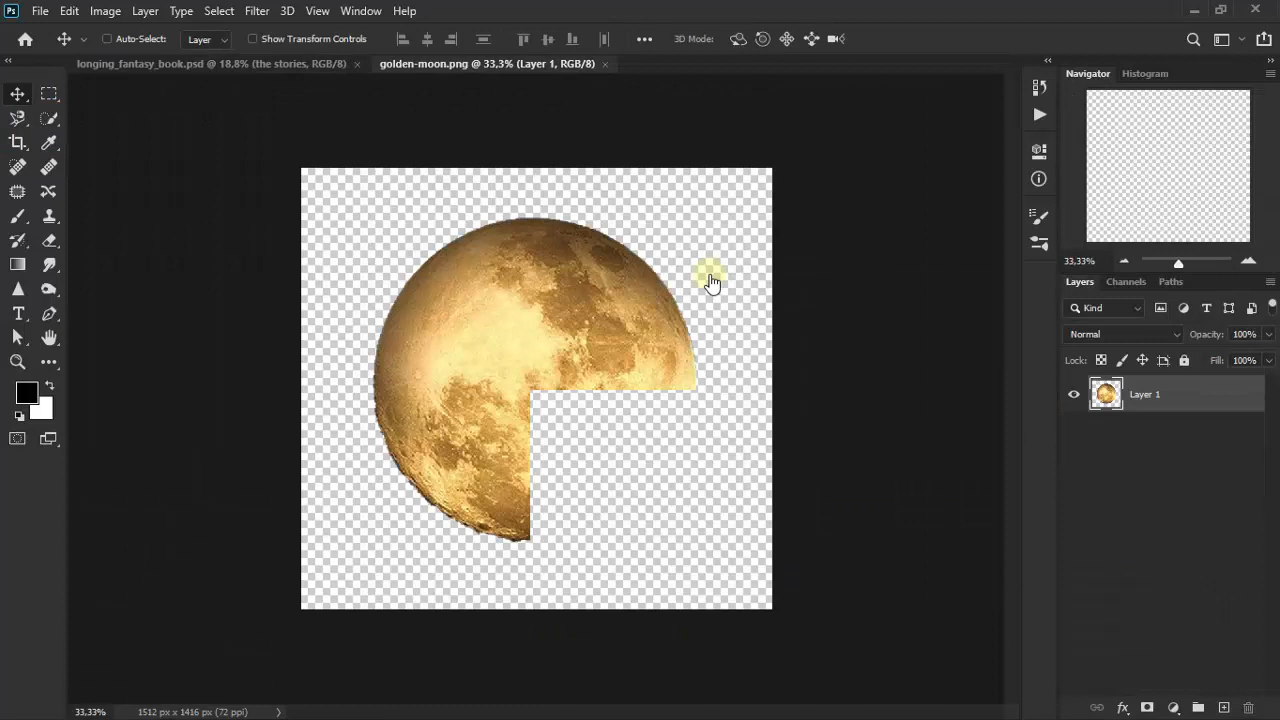 Ps File Edit Image Layer Type Select Filter 3D View Window Help
Auto-Select: Layer Show Transform Controls 3D Mode:
longing_fantasy_book.psd @ 18,8% (the stories, RGB/8) × golden-moon.png @ 33,3% (Layer 1, RGB/8) ×
Navigator Histogram
33,33%
Layers Channels Paths
Kind
Normal Opacity: 100%
Lock: Fill: 100%
Layer 1
33,33% 1512 px x 1416 px (72 ppi)